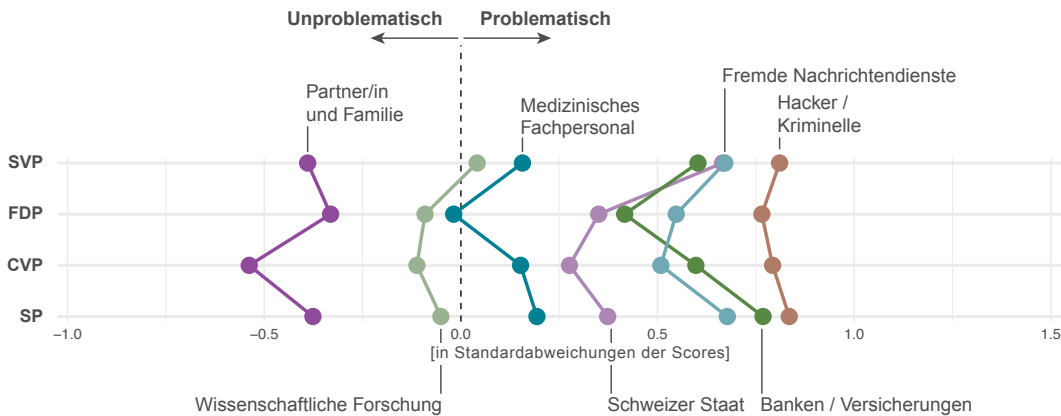 Unproblematisch
Problematisch
Fremde Nachrichtendienste
Partner/in
und Familie
Medizinisches
Fachpersonal
Hacker /
Kriminelle
SVP
FDP
CVP
SP
−1.0
−0.5
0.0
0.5
1.0
1.5
[in Standardabweichungen der Scores]
Wissenschaftliche Forschung
Schweizer Staat
Banken / Versicherungen